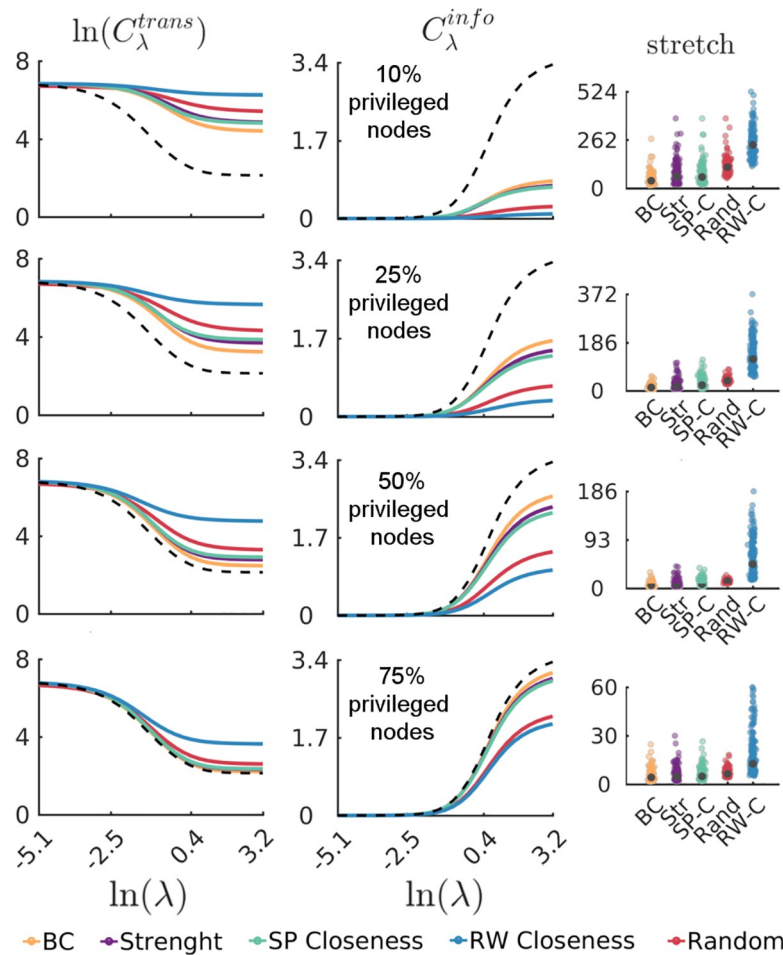 ln(C_λ^{trans})
C_λ^{info}
stretch
8
4
0
3.4
1.7
0
10%
privileged
nodes
524
262
0
BC
Str
SP-C
Rand
RW-C
8
4
0
3.4
1.7
0
25%
privileged
nodes
372
186
0
BC
Str
SP-C
Rand
RW-C
8
4
0
3.4
1.7
0
50%
privileged
nodes
186
93
0
BC
Str
SP-C
Rand
RW-C
8
4
0
3.4
1.7
0
75%
privileged
nodes
60
30
0
BC
Str
SP-C
Rand
RW-C
-5.1
-2.5
0.4
3.2
-5.1
-2.5
0.4
3.2
ln(λ)
ln(λ)
BC
Strenght
SP Closeness
RW Closeness
Random